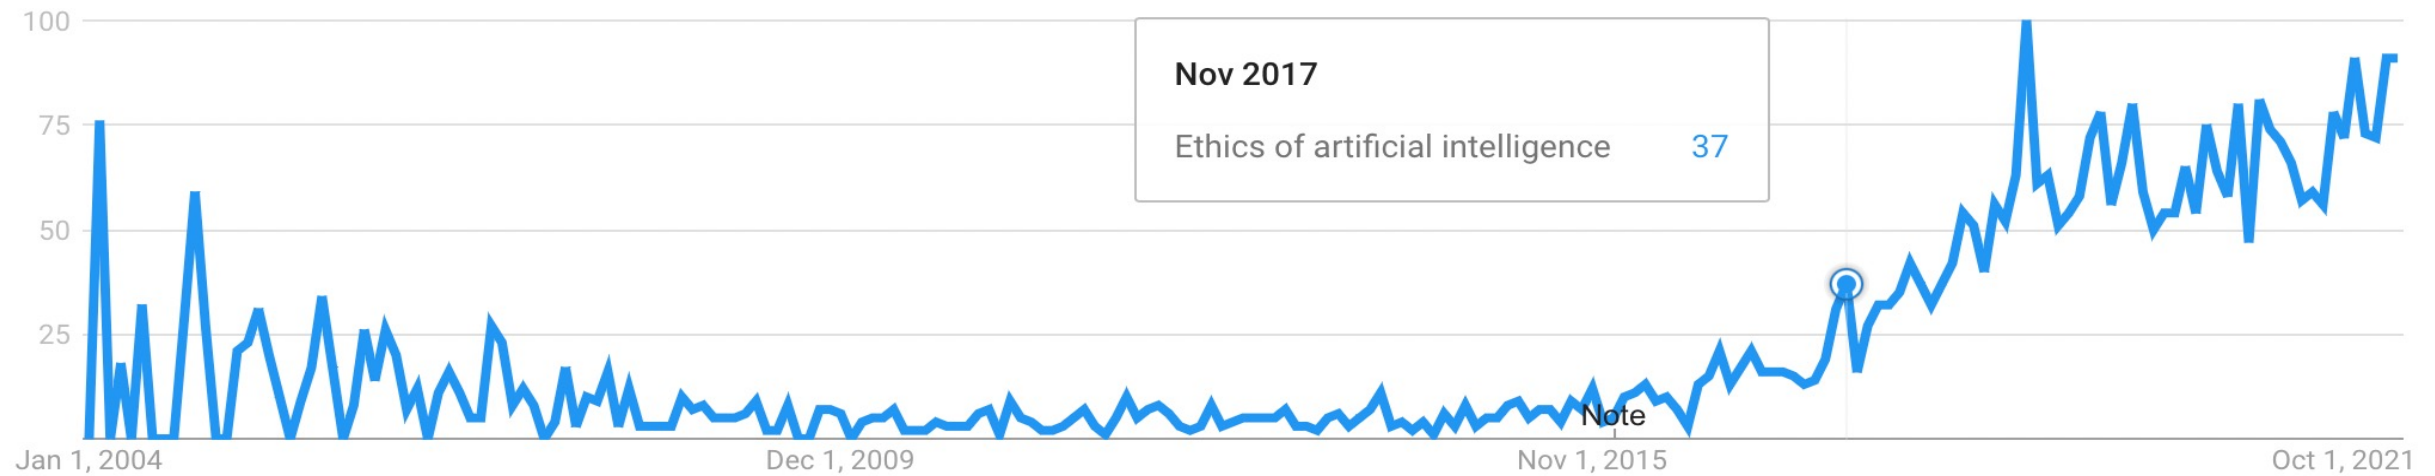 100
75
50
25
Nov 2017
Ethics of artificial intelligence 37
Note
Jan 1, 2004 Dec 1, 2009 Nov 1, 2015 Oct 1, 2021